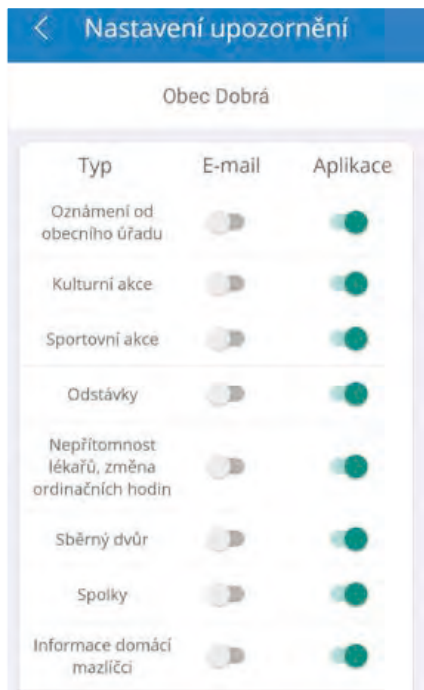 Nastavení upozornění
Obec Dobrá
Typ E-mail Aplikace
Oznámení od
obecního úřadu
Kulturní akce
Sportovní akce
Odstávky
Nepřítomnost
lékařů, změna
ordinačních hodin
Sběrný dvůr
Spolky
Informace domácí
mazlíčci